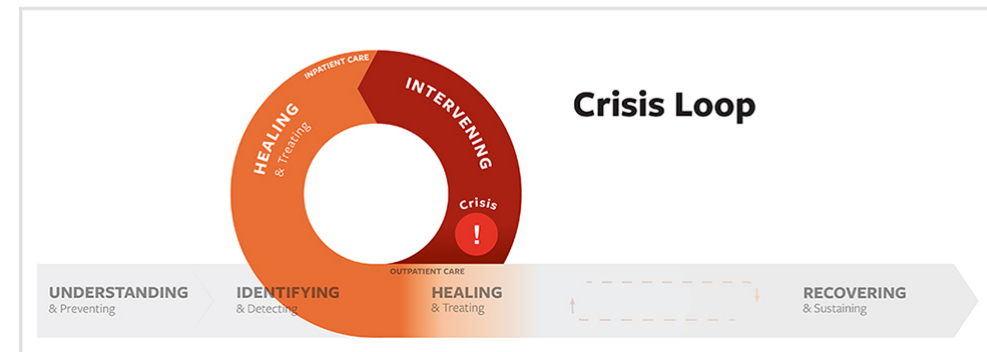 Crisis Loop
INPATIENT CARE
HEALING
& Treating
INTERVENING
Crisis
!
OUTPATIENT CARE
UNDERSTANDING
& Preventing
IDENTIFYING
& Detecting
HEALING
& Treating
RECOVERING
& Sustaining